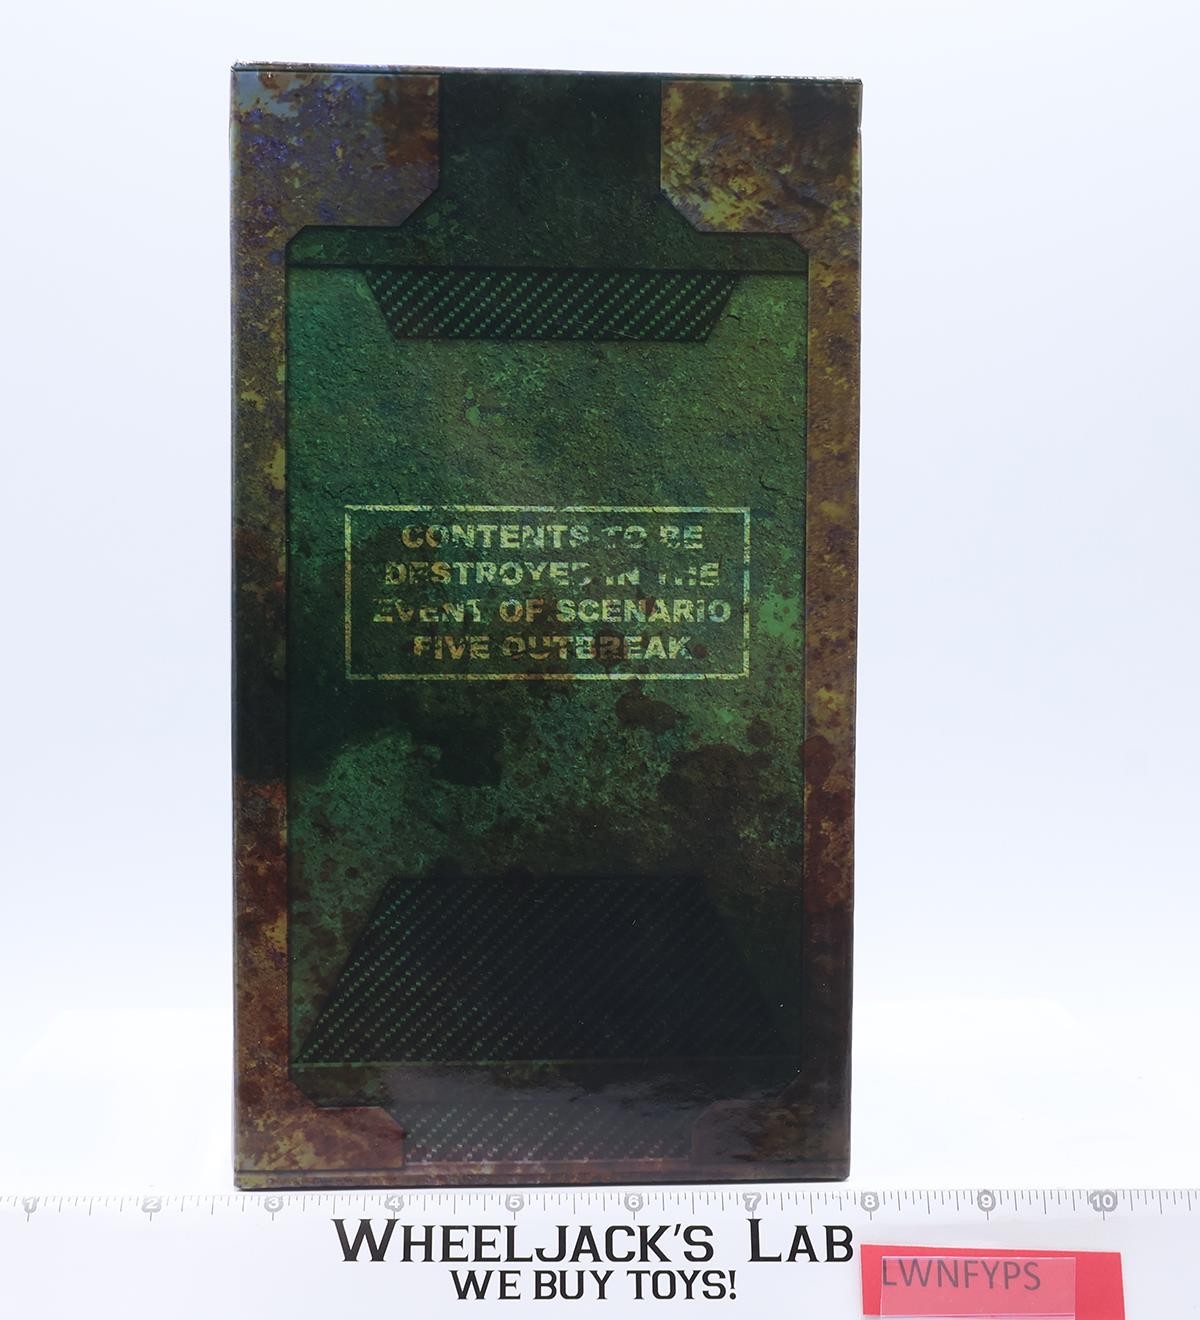 CONTENTS TO BE
DESTROYED IN THE
EVENT OF SCENARIO
FIVE OUTBREAK
1 2 3 4 5 6 7 8 9 10
WHEELJACK'S LAB
WE BUY TOYS!
LWNFYPS